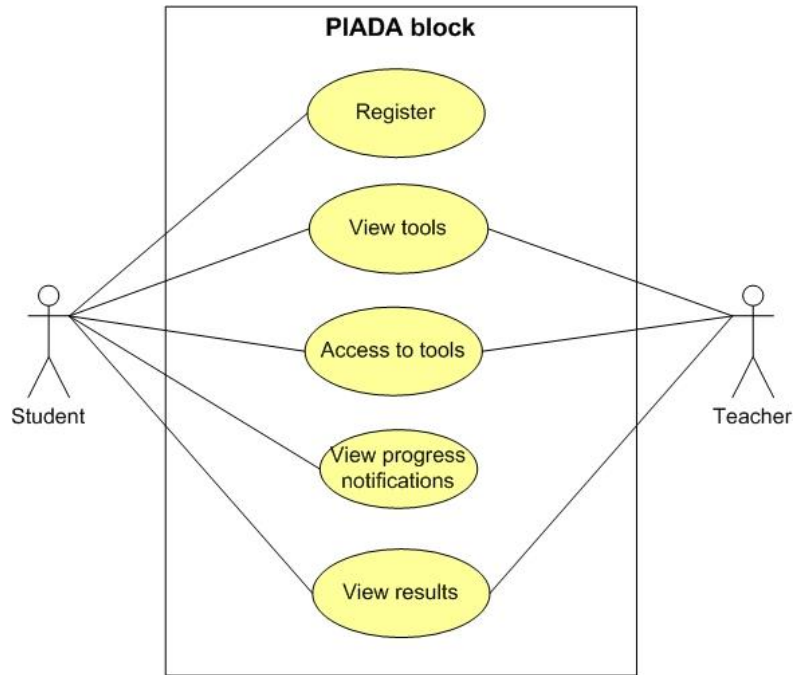 PIADA block
Register
View tools
Access to tools
Student
Teacher
View progress
notifications
View results